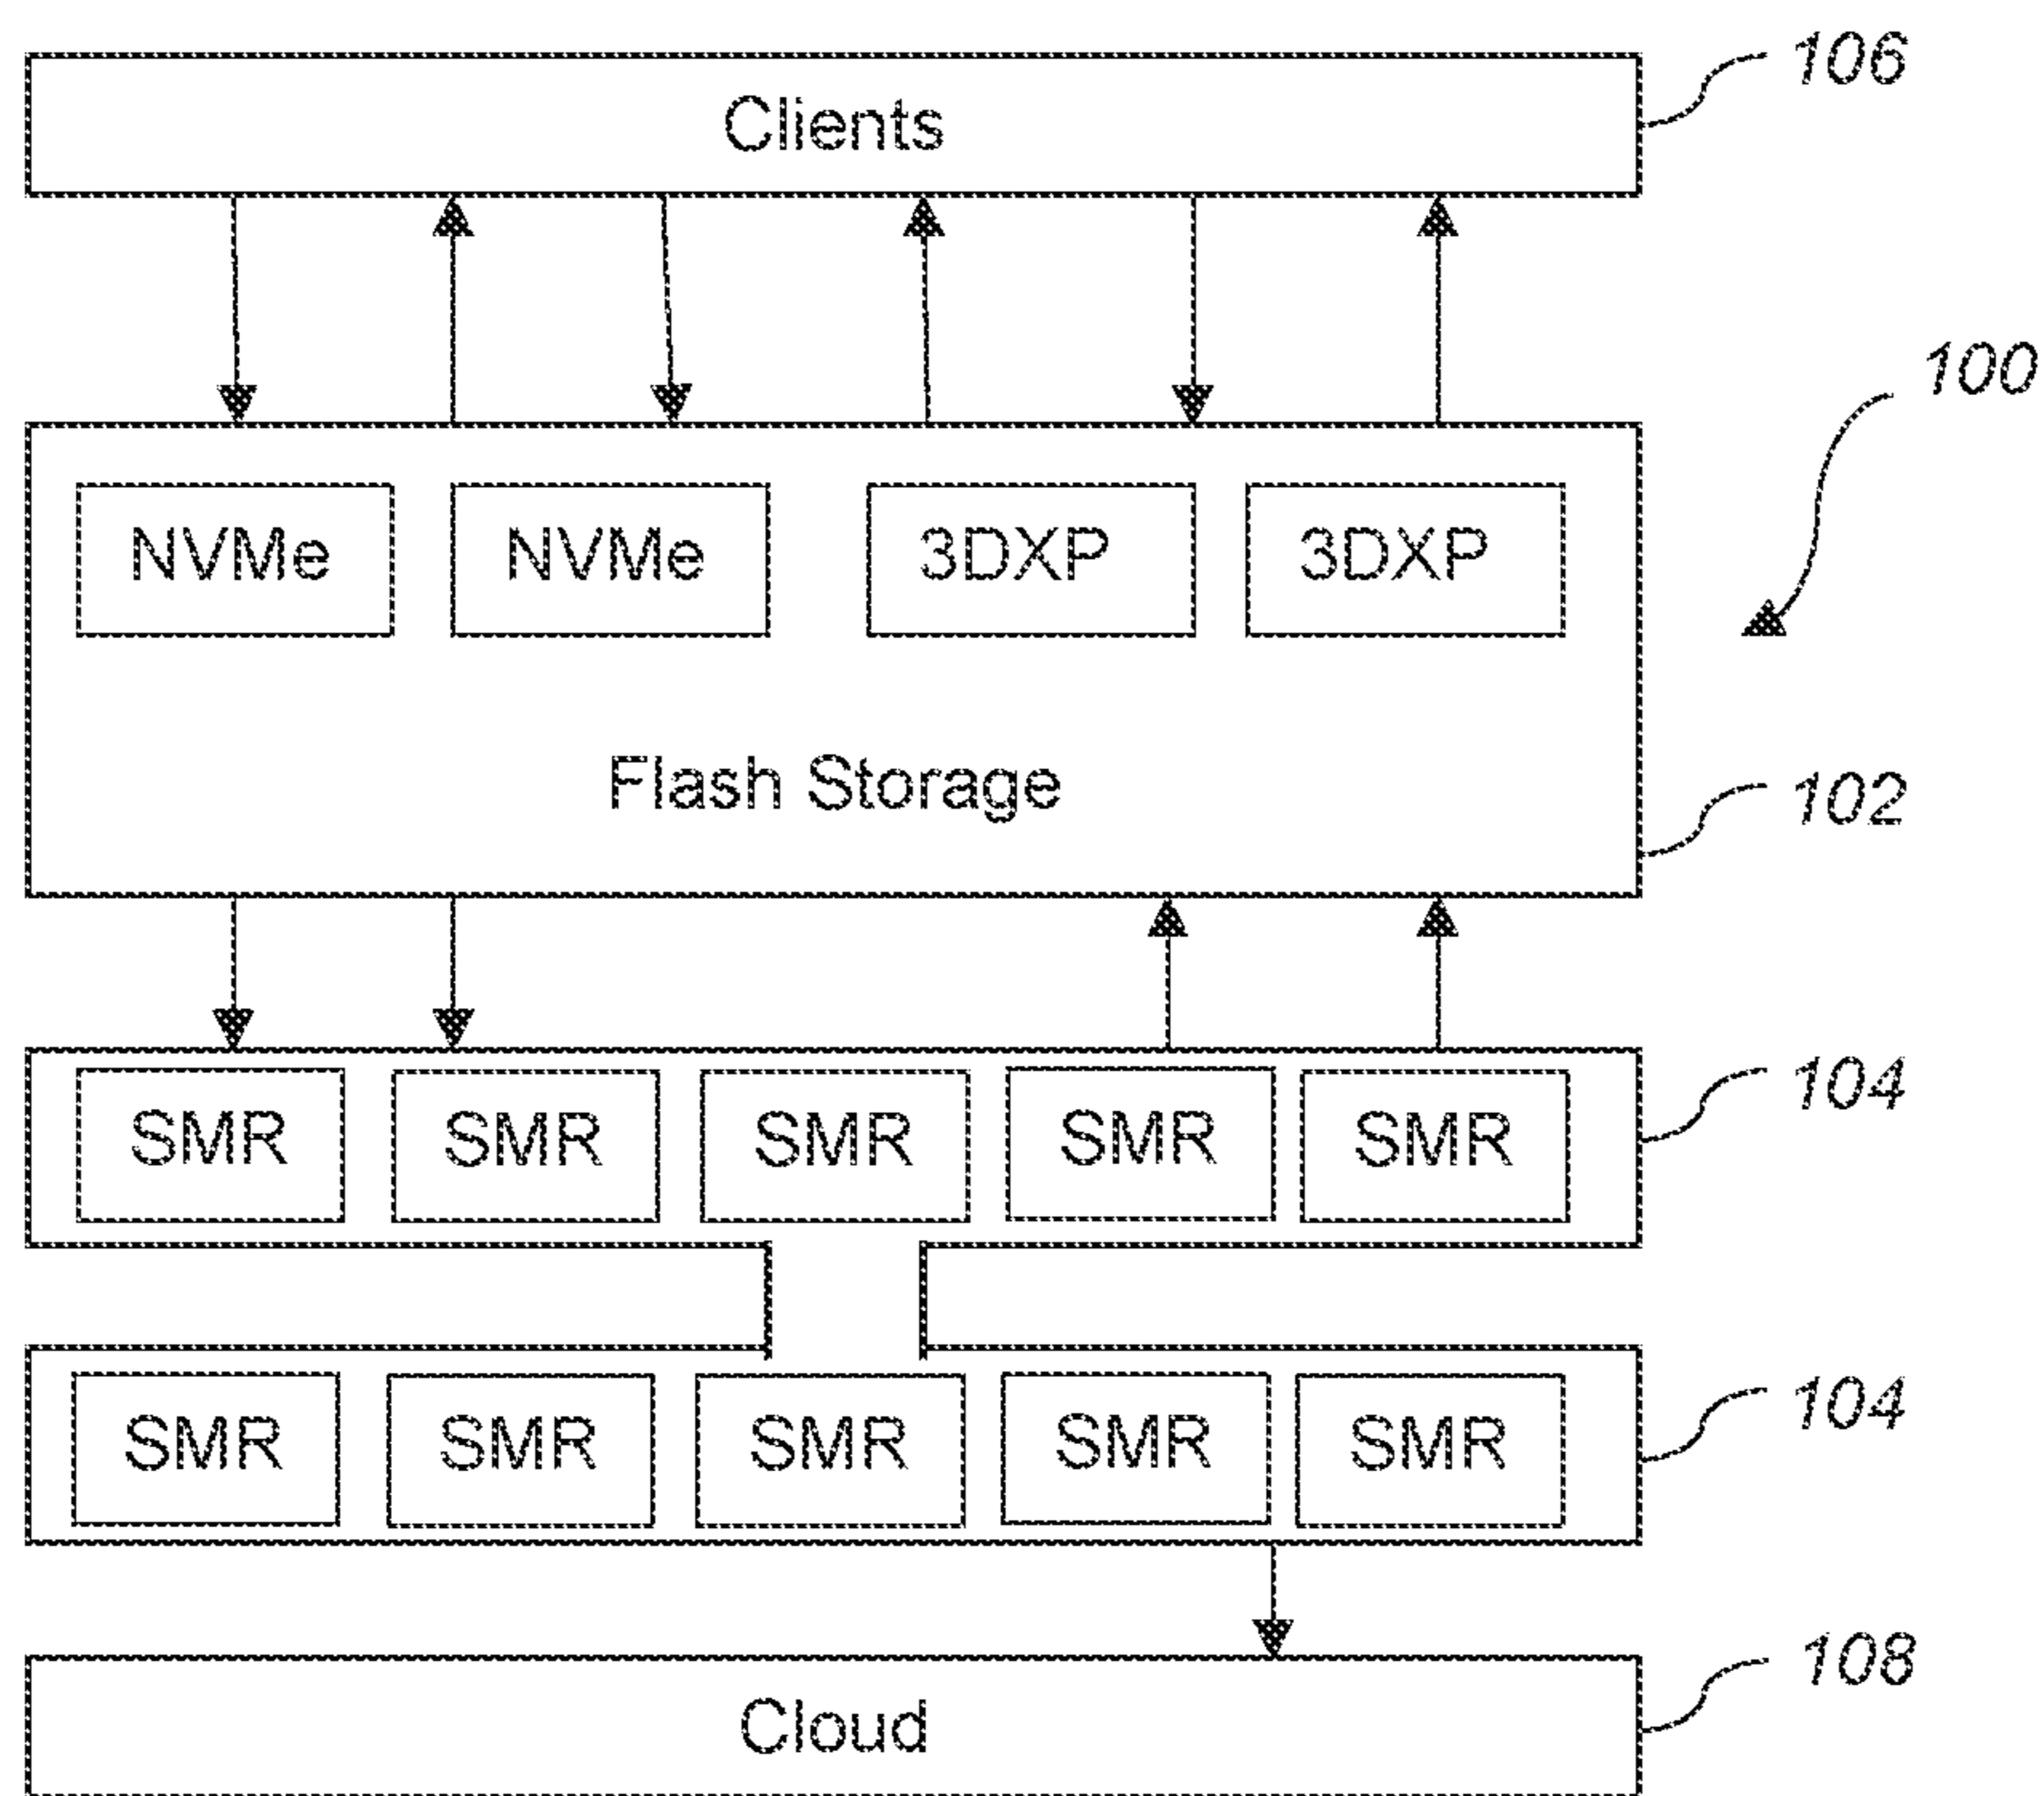 106
Clients
100
NVMe NVMe 3DXP 3DXP
Flash Storage
102
SMR SMR SMR SMR SMR
104
SMR SMR SMR SMR SMR
104
108
Cloud